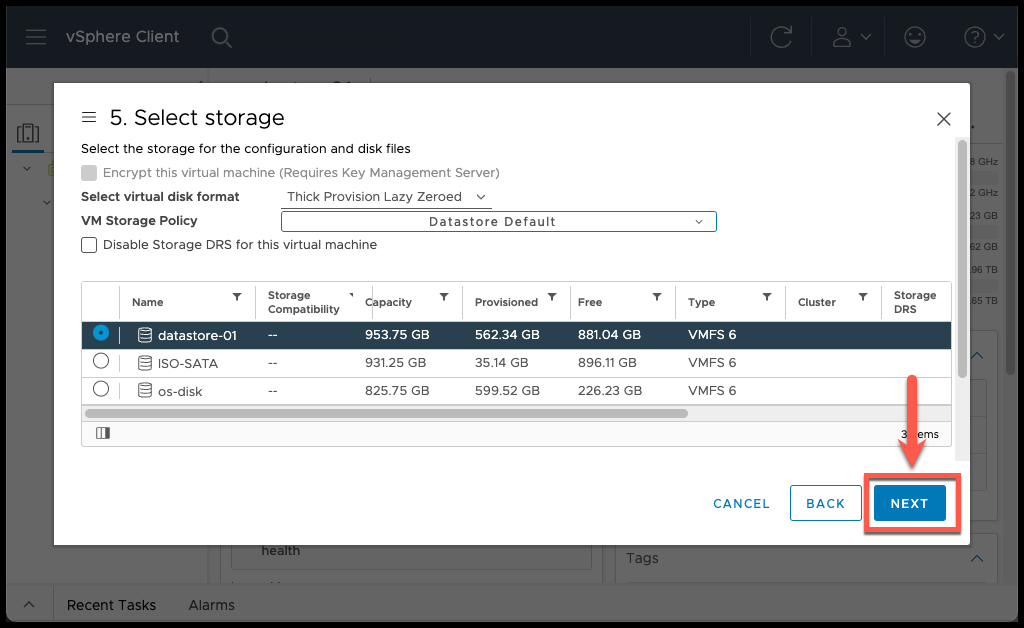 vSphere Client
5. Select storage
Select the storage for the configuration and disk files
Encrypt this virtual machine (Requires Key Management Server)
Select virtual disk format Thick Provision Lazy Zeroed
VM Storage Policy Datastore Default
Disable Storage DRS for this virtual machine
Name Storage Compatibility Capacity Provisioned Free Type Cluster Storage DRS
datastore-01 -- 953.75 GB 562.34 GB 881.04 GB VMFS 6
ISO-SATA -- 931.25 GB 35.14 GB 896.11 GB VMFS 6
os-disk -- 825.75 GB 599.52 GB 226.23 GB VMFS 6
3 items
CANCEL BACK NEXT
8 GHz
2 GHz
23 GB
62 GB
.96 TB
.65 TB
health
Tags
Recent Tasks Alarms